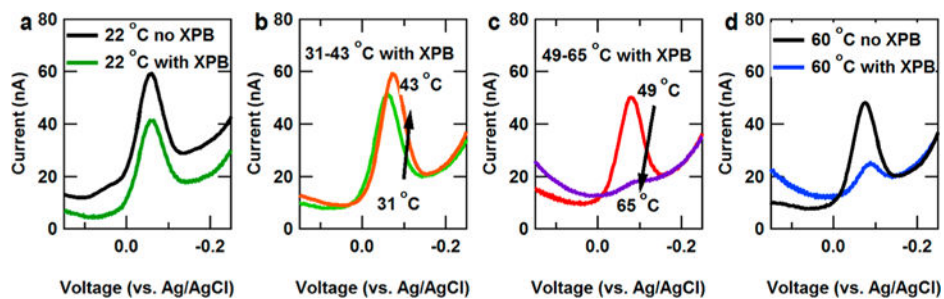 a
22 °C no XPB
22 °C with XPB
80
60
40
20
0
Current (nA)
0.0
-0.2
Voltage (vs. Ag/AgCl)
b
31-43 °C with XPB
43 °C
31 °C
80
60
40
20
0
Current (nA)
0.0
-0.2
Voltage (vs. Ag/AgCl)
c
49-65 °C with XPB
49 °C
65 °C
80
60
40
20
0
Current (nA)
0.0
-0.2
Voltage (vs. Ag/AgCl)
d
60 °C no XPB
60 °C with XPB
80
60
40
20
0
Current (nA)
0.0
-0.2
Voltage (vs. Ag/AgCl)